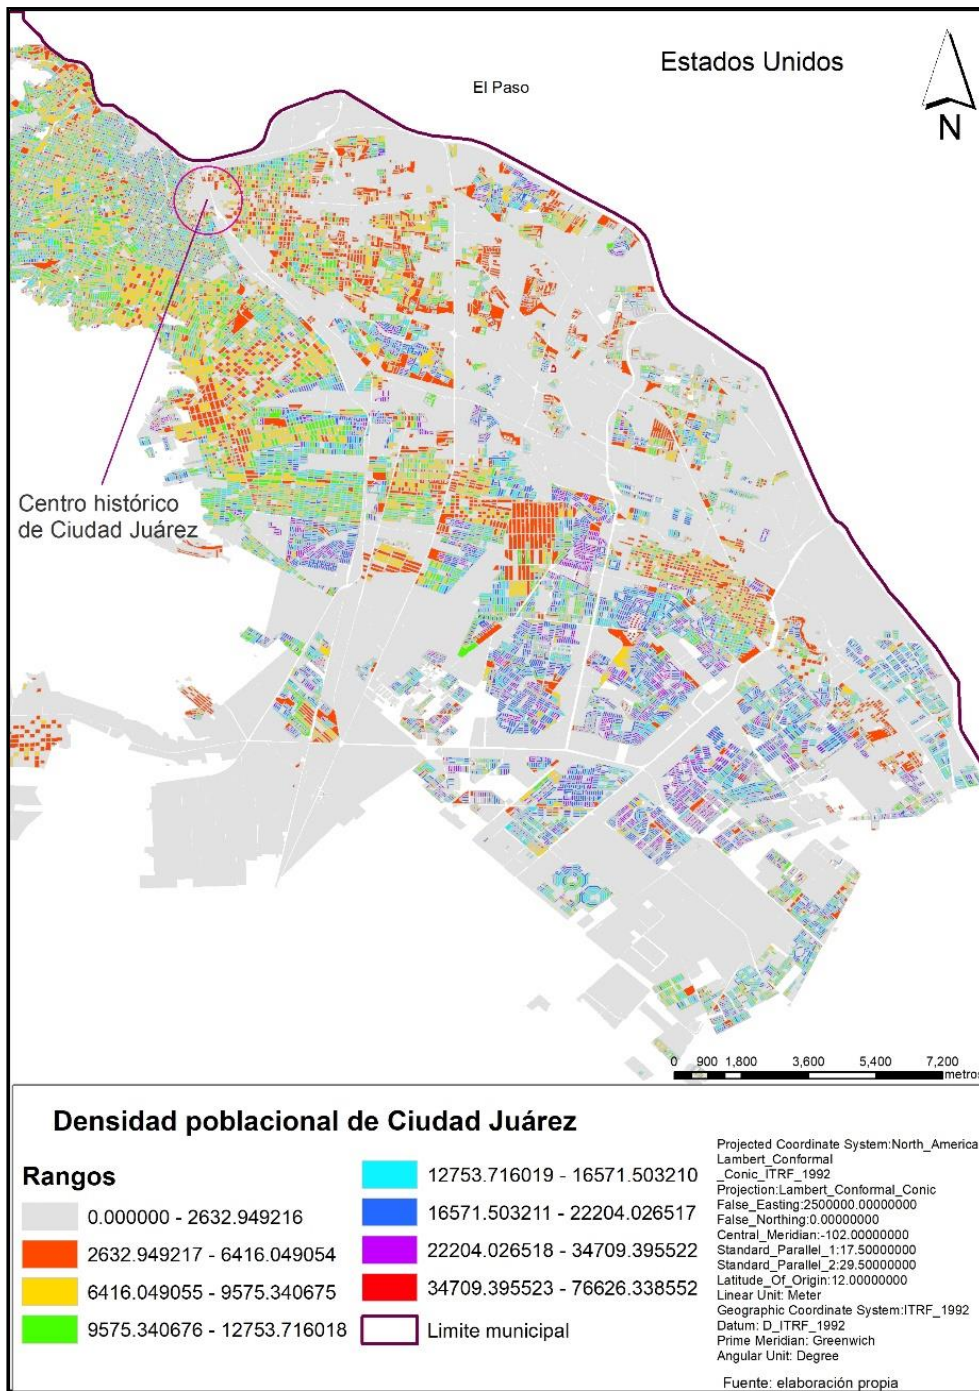 Estados Unidos
El Paso
N
Centro histórico
de Ciudad Juárez
0 900 1,800 3,600 5,400 7,200
metros
Densidad poblacional de Ciudad Juárez
Rangos
0.000000 - 2632.949216
2632.949217 - 6416.049054
6416.049055 - 9575.340675
9575.340676 - 12753.716018
12753.716019 - 16571.503210
16571.503211 - 22204.026517
22204.026518 - 34709.395522
34709.395523 - 76626.338552
Limite municipal
Projected Coordinate System:North_America
Lambert_Conformal
_Conic_ITRF_1992
Projection:Lambert_Conformal_Conic
False_Easting:2500000.00000000
False_Northing:0.00000000
Central_Meridian:-102.00000000
Standard_Parallel_1:17.50000000
Standard_Parallel_2:29.50000000
Latitude_Of_Origin:12.00000000
Linear Unit: Meter
Geographic Coordinate System:ITRF_1992
Datum: D_ITRF_1992
Prime Meridian: Greenwich
Angular Unit: Degree
Fuente: elaboración propia